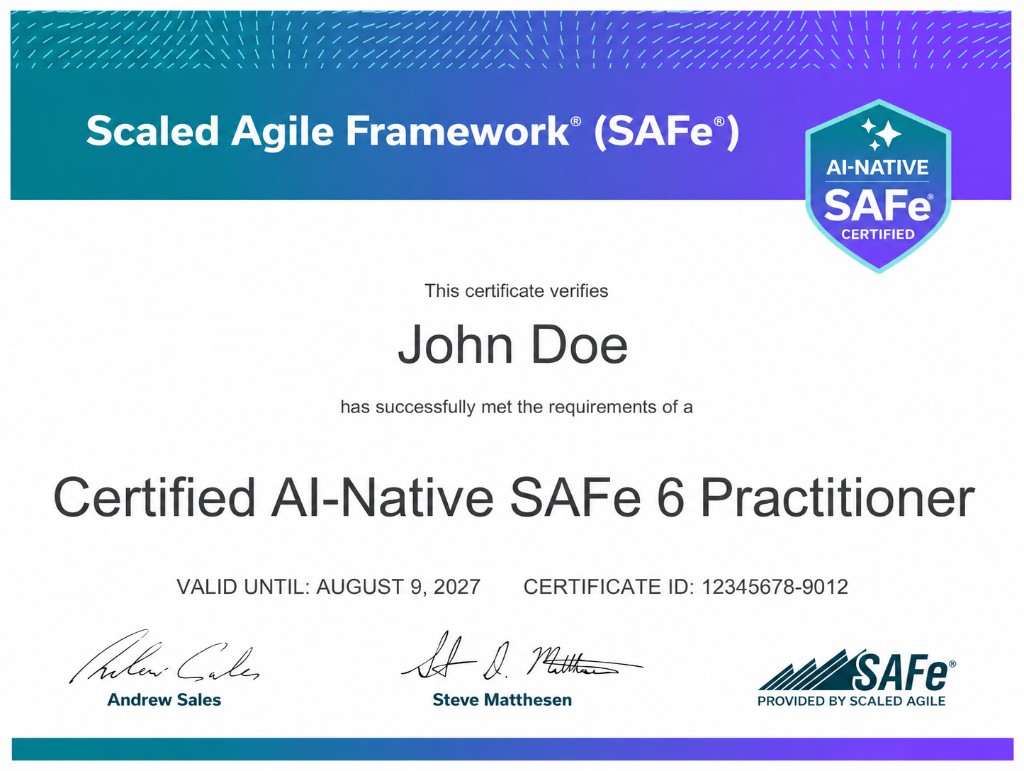 Scaled Agile Framework® (SAFe®)
AI-NATIVE
SAFe®
CERTIFIED
This certificate verifies
John Doe
has successfully met the requirements of a
Certified AI-Native SAFe 6 Practitioner
VALID UNTIL: AUGUST 9, 2027 CERTIFICATE ID: 12345678-9012
Andrew Sales Steve Matthesen
SAFe®
PROVIDED BY SCALED AGILE